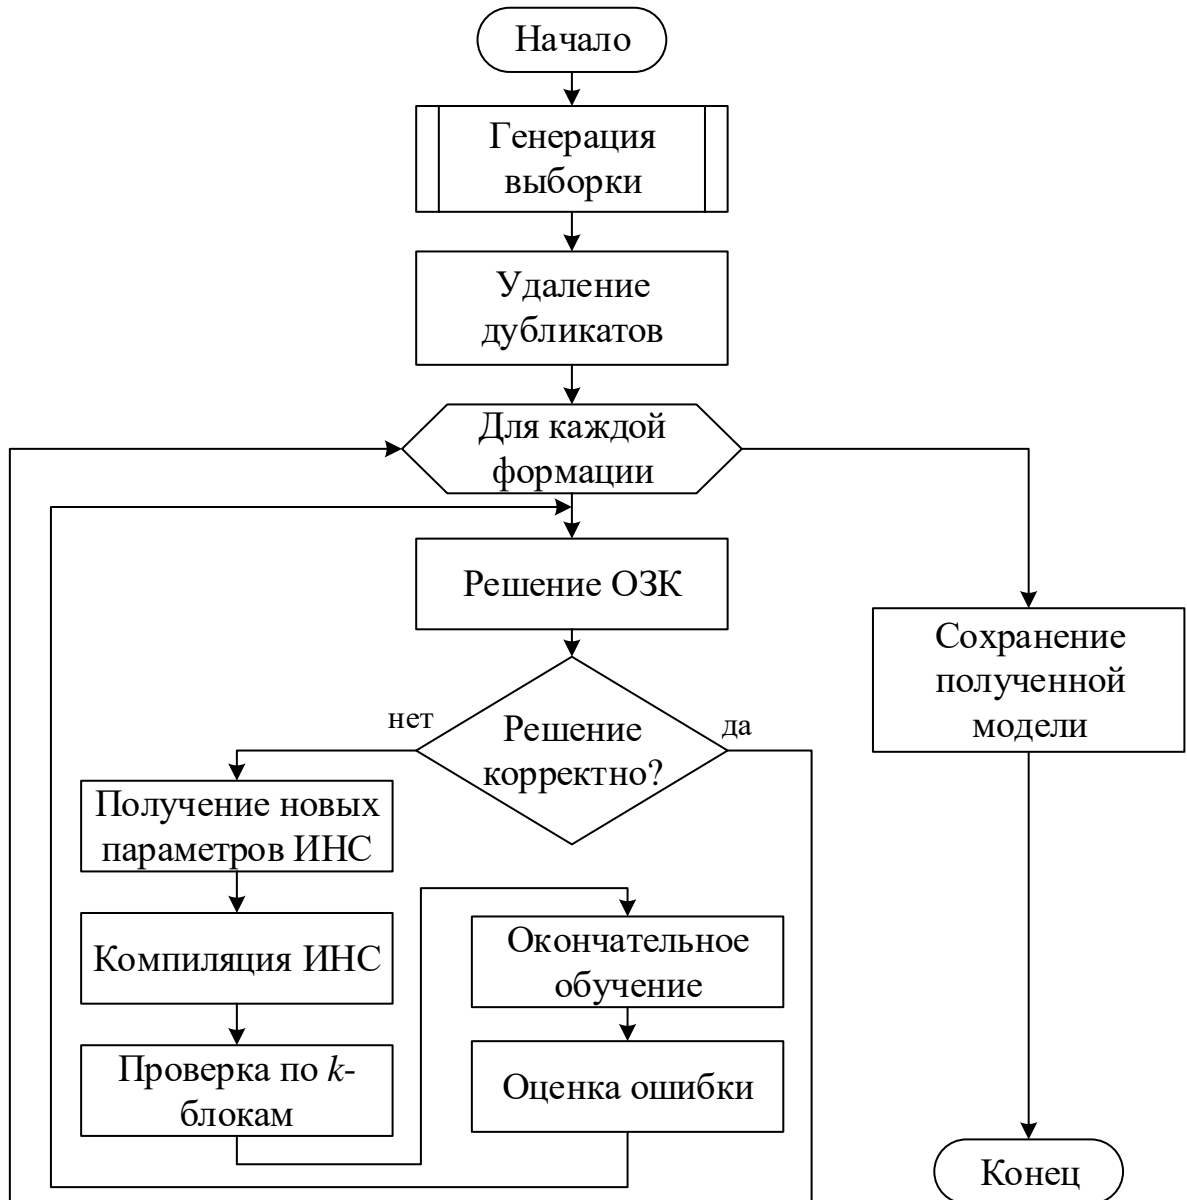 Начало
Генерация
выборки
Удаление
дубликатов
Для каждой
формации
Решение ОЗК
Сохранение
полученной
модели
нет
Решение
корректно?
да
Получение новых
параметров ИНС
Компиляция ИНС
Проверка по k-
блокам
Окончательное
обучение
Оценка ошибки
Конец